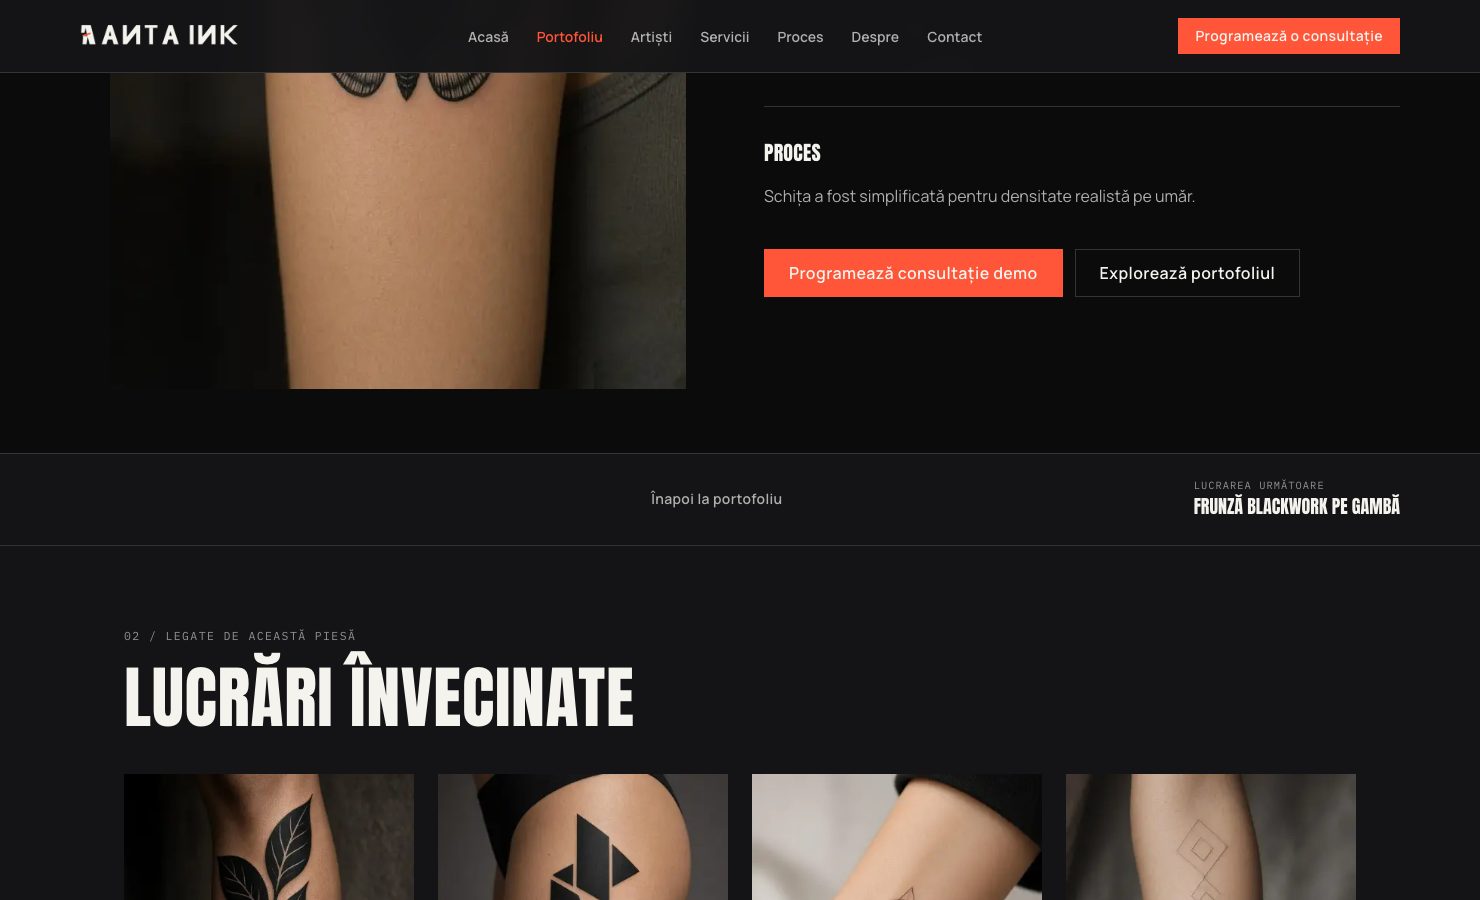 ANTA INK
Acasă
Portofoliu
Artiști
Servicii
Proces
Despre
Contact
Programează o consultație
PROCES
Schița a fost simplificată pentru densitate realistă pe umăr.
Programează consultație demo
Explorează portofoliul
Înapoi la portofoliu
LUCRAREA URMĂTOARE
FRUNZĂ BLACKWORK PE GAMBĂ
02 / LEGATE DE ACEASTĂ PIESĂ
LUCRĂRI ÎNVECINATE